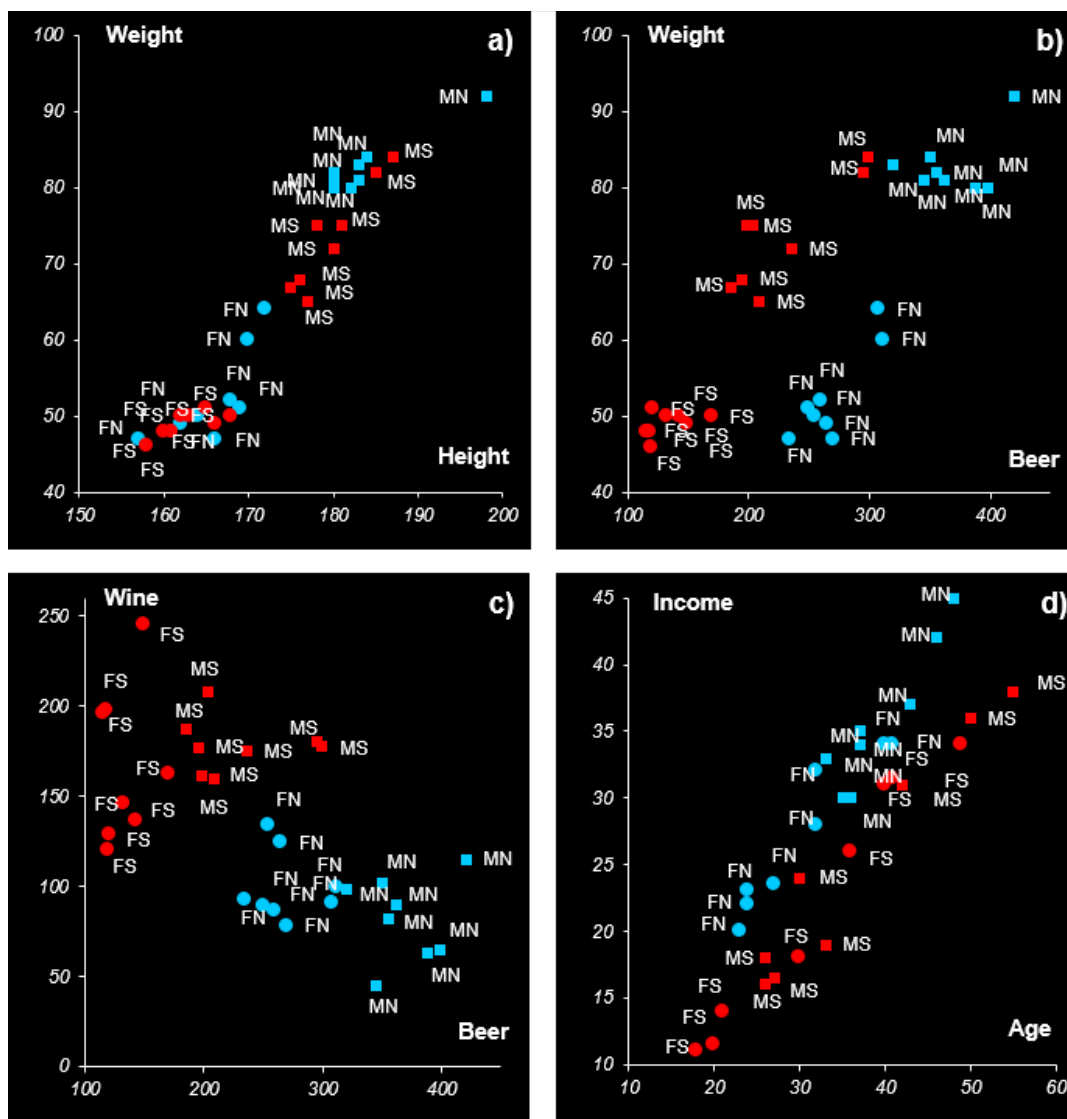 Weight a)
100
90
80
70
60
50
40
150 160 170 180 190 200
Height
MN
MN
MN
MN
MS
MN
MN
MS
MN
MN
MS
MS
MS
MS
MS
MS
FN
FN
FN
FN
FN
FS
FS
FS
FS
FS
FN
FS
FS
FN
FN
FS
Weight b)
100
90
80
70
60
50
40
100 200 300 400
Beer
MN
MN
MS
MS
MN
MN
MN
MN
MN
MN
MS
MS
MS
MS
MS
MS
FN
FN
FN
FN
FN
FS
FS
FS
FS
FS
FS
FS
FN
FN
Wine c)
250
200
150
100
50
0
100 200 300 400
Beer
FS
FS
FS
MS
MS
MS
MS
MS
MS
MS
MS
FS
FS
FS
FS
FS
FN
FN
FN
FN
FN
FN
FN
FN
MN
MN
MN
MN
MN
MN
MN
MN
Income d)
45
40
35
30
25
20
15
10
10 20 30 40 50 60
Age
MN
MN
MN
MS
MS
FN
FN
MN
MN
FS
FN
MN
MN
FS
FS
MS
FN
MN
FN
FN
FS
MS
FN
FN
FS
MS
MS
FS
MS
MS
FS
FS